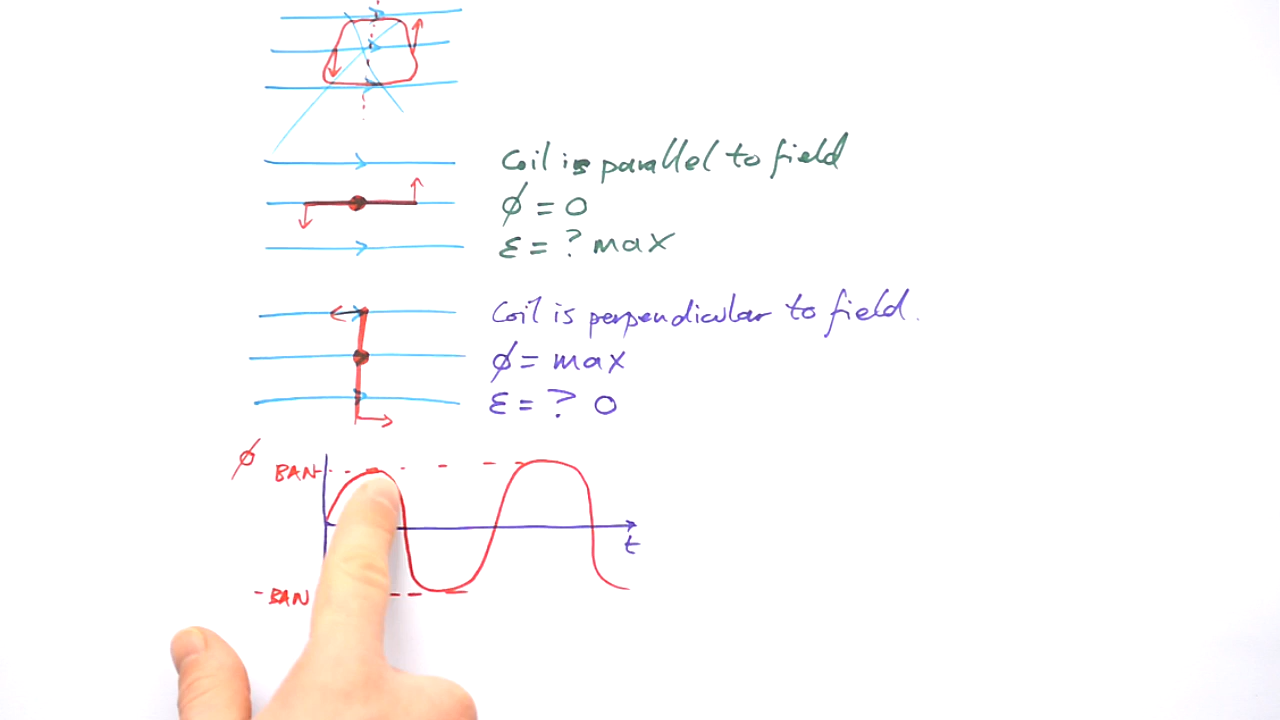 Coil is parallel to field
ϕ = 0
ε = ? max
Coil is perpendicular to field.
ϕ = max
ε = ? 0
ϕ
BAN
t
-BAN